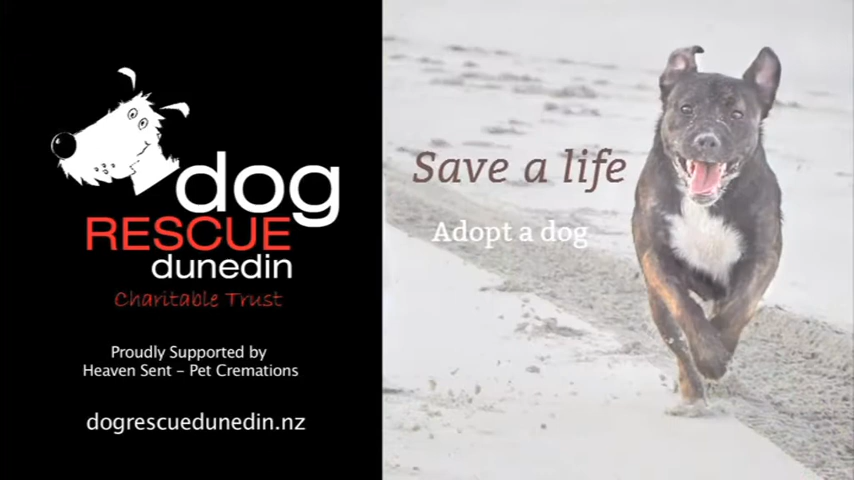 dog
RESCUE
dunedin
Charitable Trust
Proudly Supported by
Heaven Sent – Pet Cremations
dogrescuedunedin.nz
Save a life
Adopt a dog